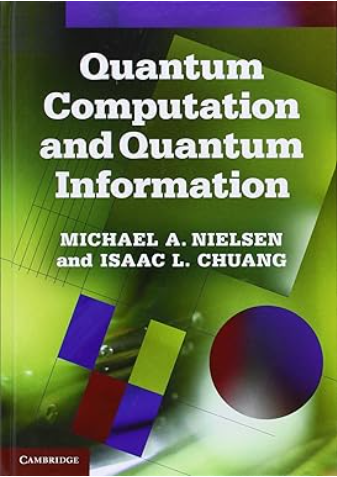 Quantum
Computation
and Quantum
Information
MICHAEL A. NIELSEN
and ISAAC L. CHUANG
CAMBRIDGE